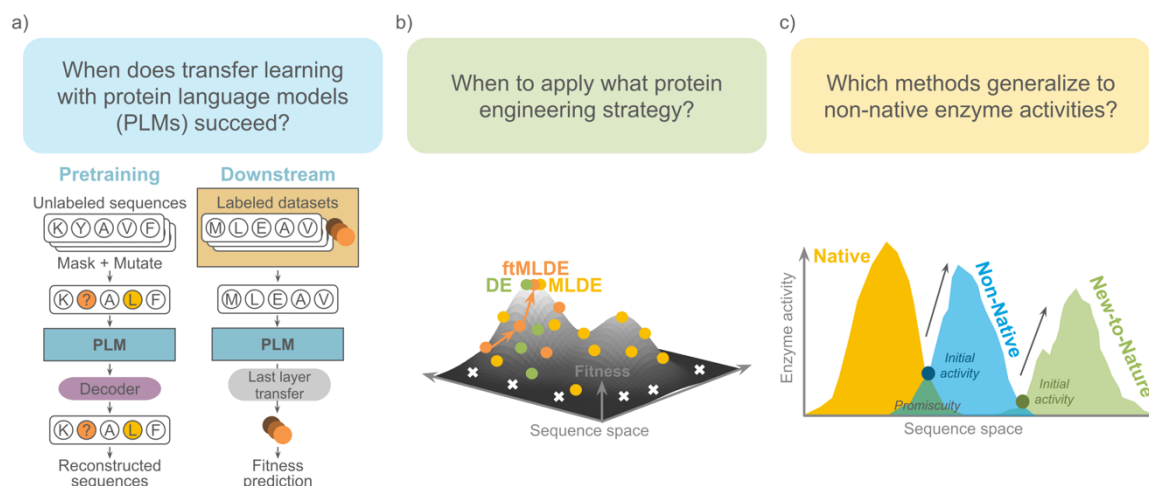 a)
When does transfer learning
with protein language models
(PLMs) succeed?
Pretraining
Unlabeled sequences
K Y A V F
Mask + Mutate
K ? A L F
PLM
Decoder
K ? A L F
Reconstructed
sequences
Downstream
Labeled datasets
M L E A V
M L E A V
PLM
Last layer
transfer
Fitness
prediction
b)
When to apply what protein
engineering strategy?
ftMLDE
DE
MLDE
Fitness
Sequence space
c)
Which methods generalize to
non-native enzyme activities?
Enzyme activity
Native
Non-Native
New-to-Nature
Initial
activity
Initial
activity
Promiscuity
Sequence space